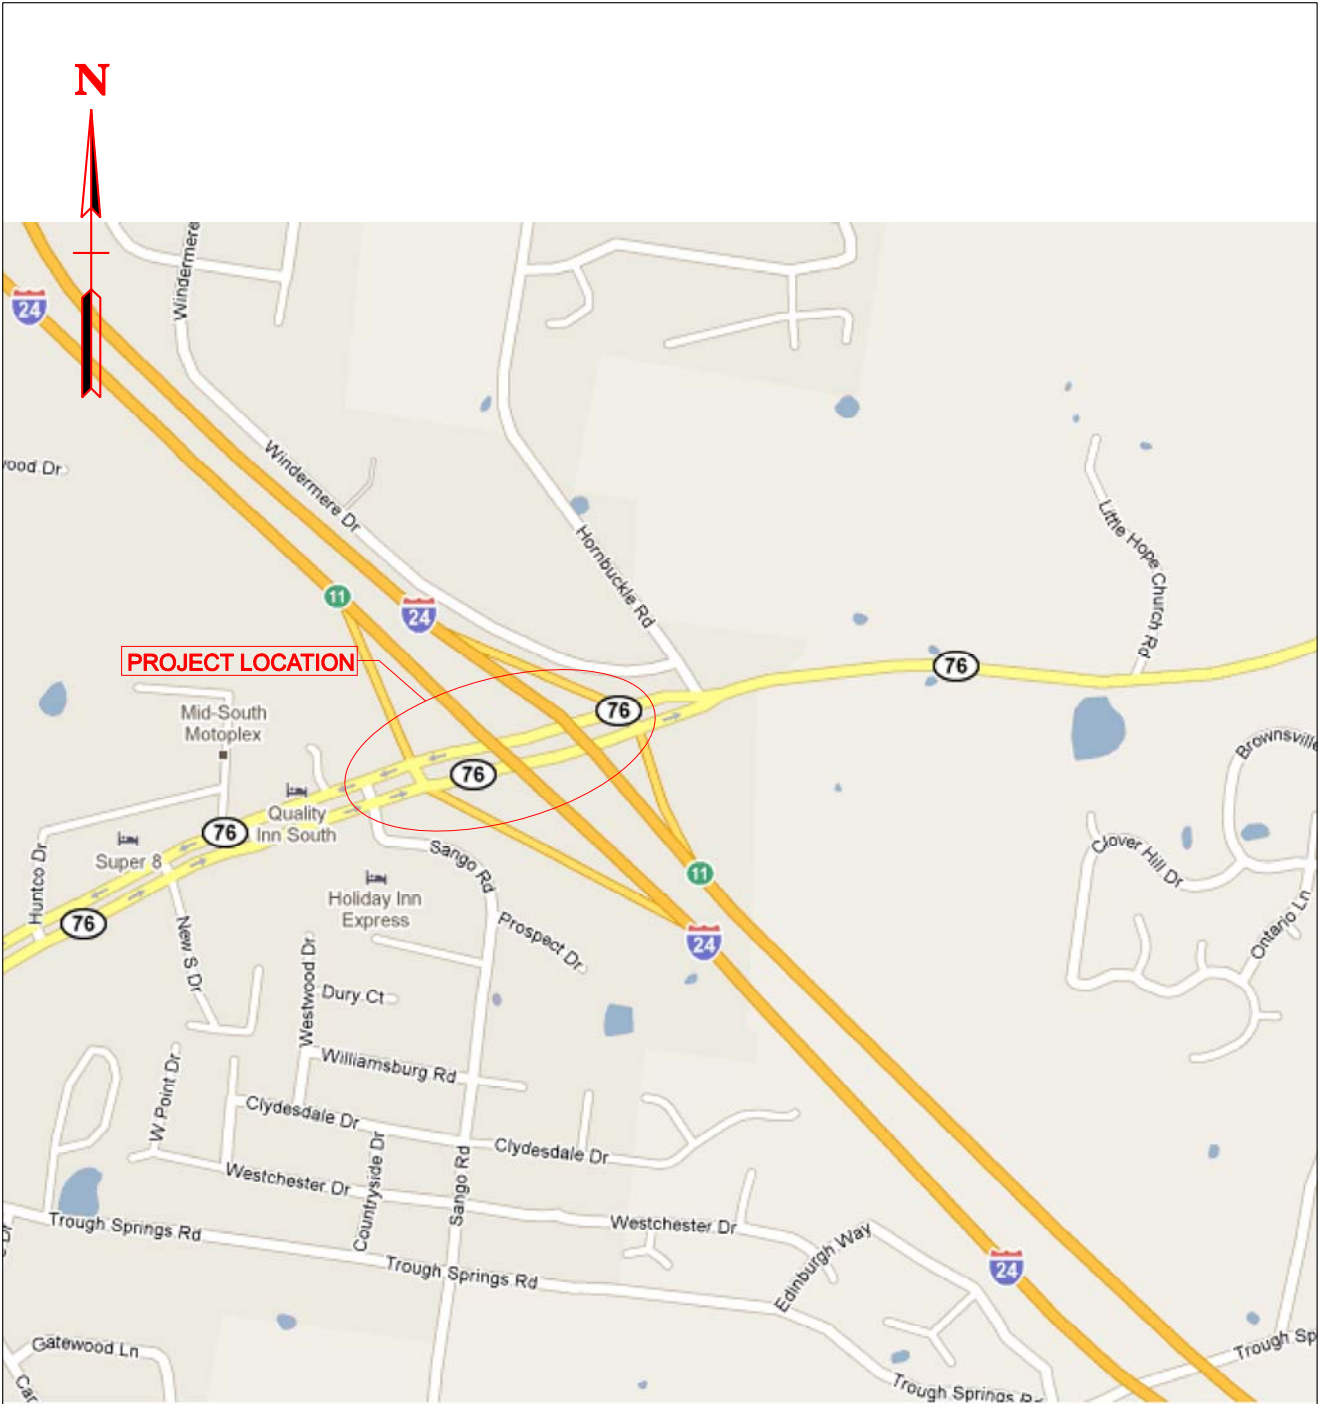 N
Windermere
24
Windermere Dr
Hornbuckle Rd
Little Hope Church Rd
11
24
PROJECT LOCATION
76
76
Mid-South
Motoplex
76
Quality
Inn South
76
Super 8
Huntco Dr
76
Sango Rd
Holiday Inn
Express
Prospect Dr
11
24
New S Dr
Westwood Dr
Dury Ct
Williamsburg Rd
W Point Dr
Clydesdale Dr
Clydesdale Dr
Countryside Dr
Sango Rd
Westchester Dr
Westchester Dr
Trough Springs Rd
Trough Springs Rd
Edinburgh Way
24
Brownsville
Clover Hill Dr
Ontario Ln
Gatewood Ln
Car
Trough Springs R
Trough Sp
ood Dr
Dr